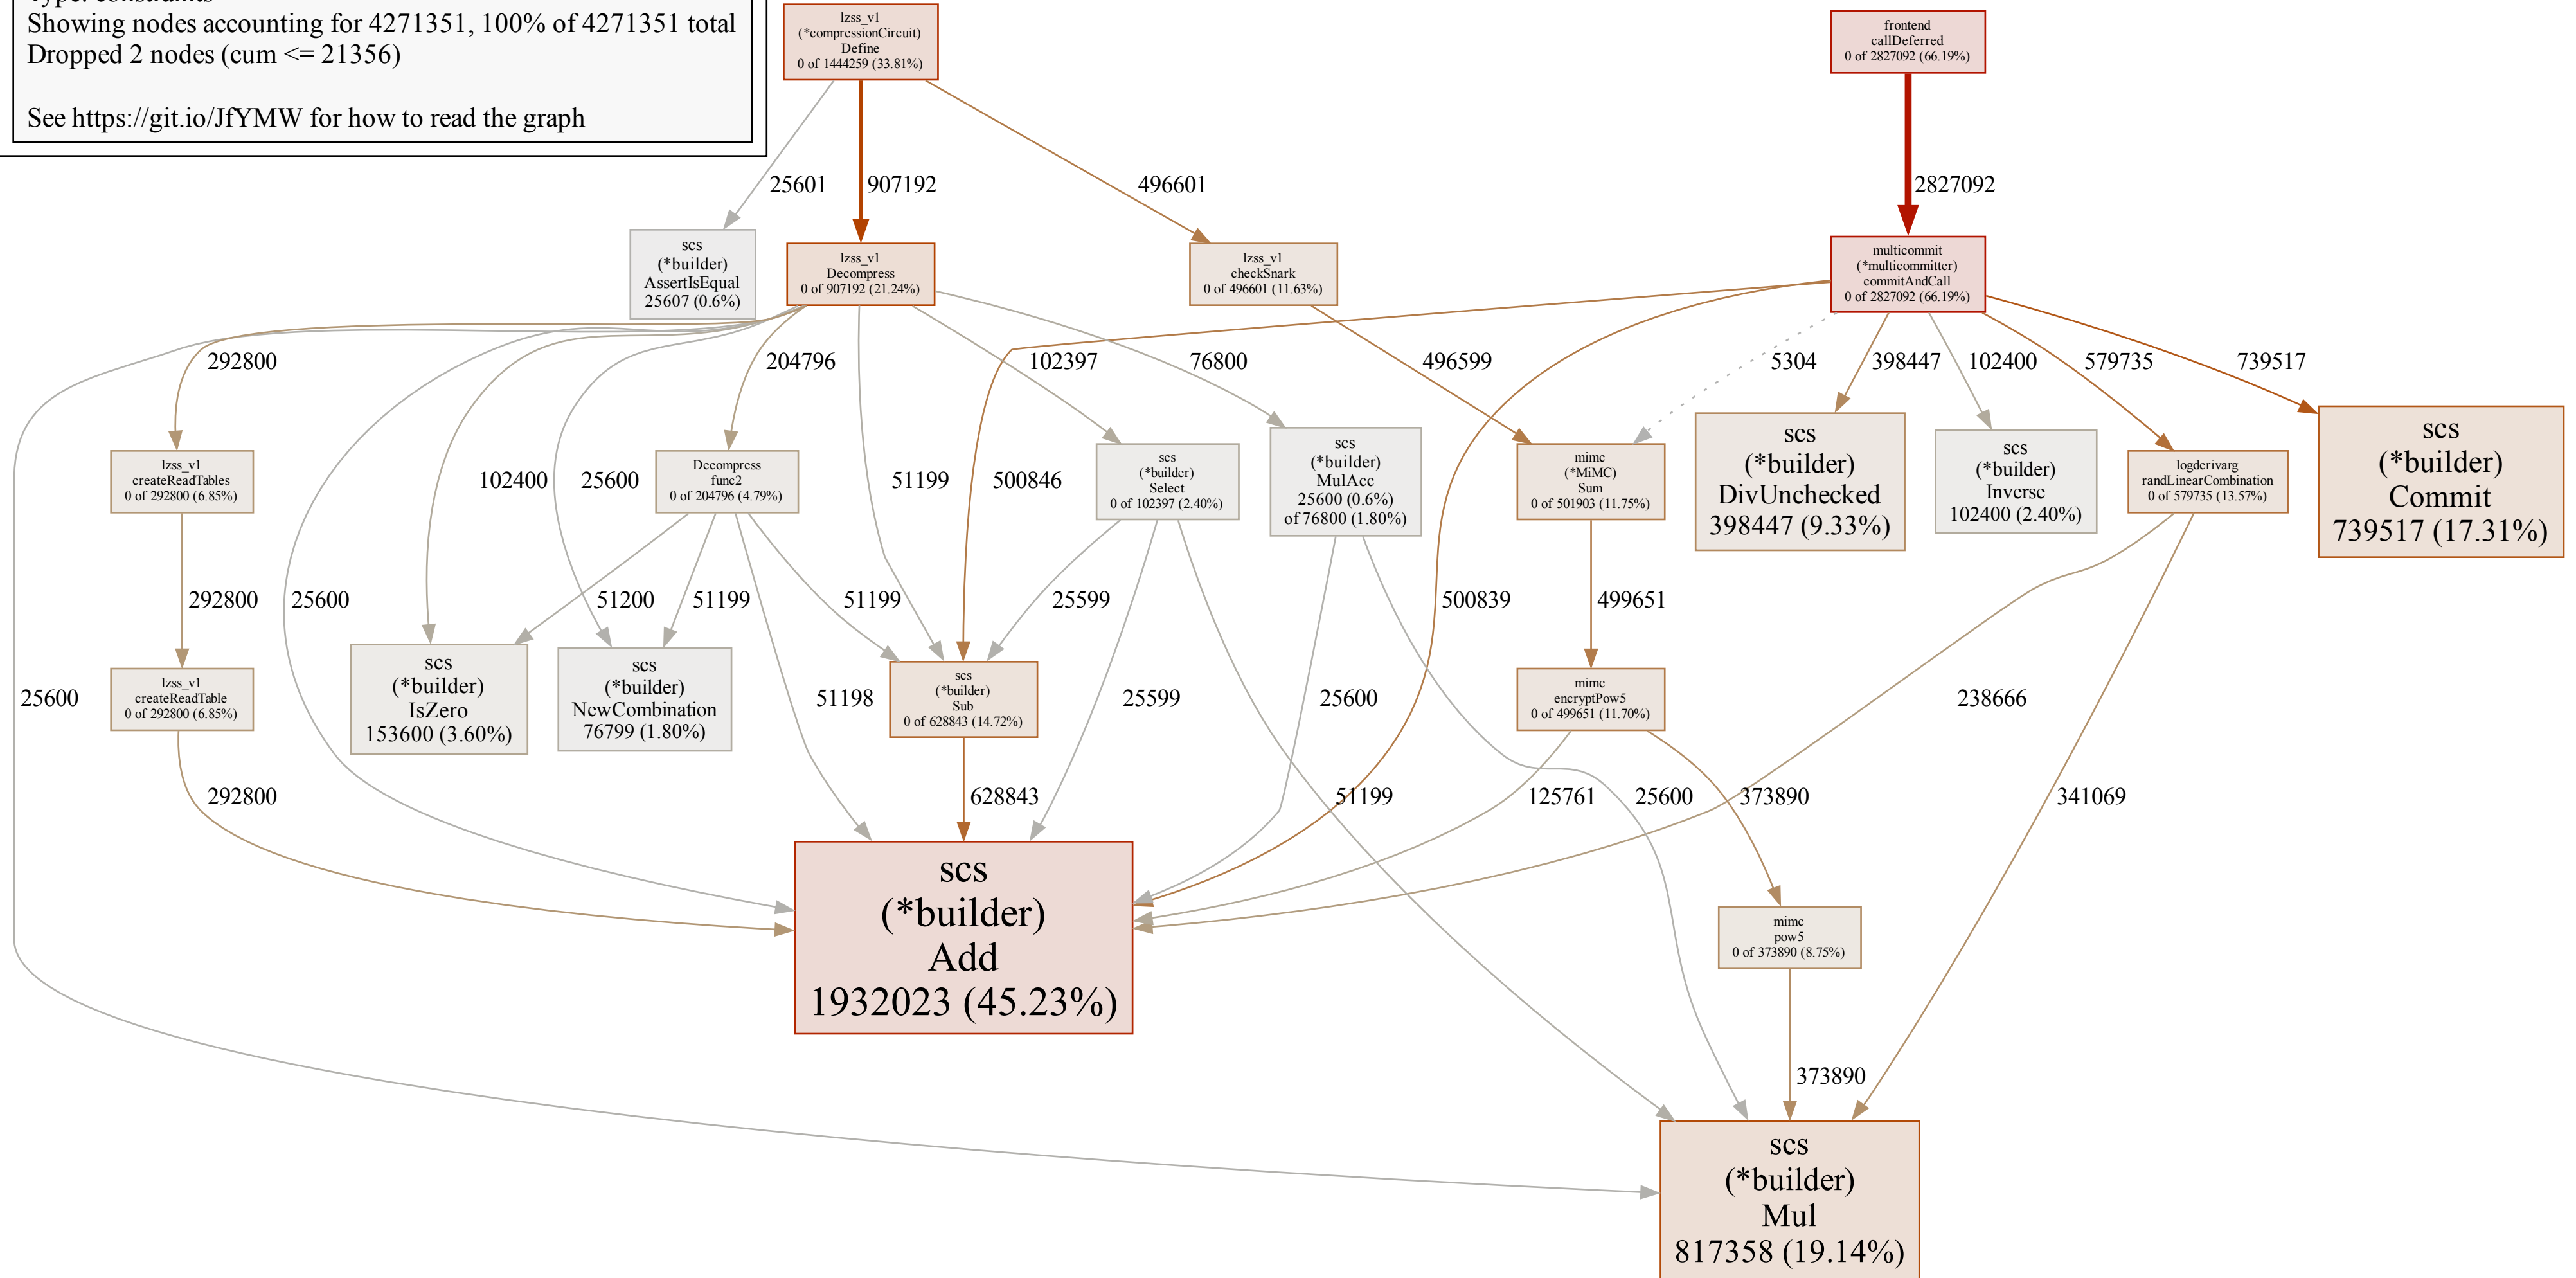 Type: constraints
Showing nodes accounting for 4271351, 100% of 4271351 total
Dropped 2 nodes (cum <= 21356)
See https://git.io/JfYMW for how to read the graph
lzss_v1
(*compressionCircuit)
Define
0 of 1444259 (33.81%)
frontend
callDeferred
0 of 2827092 (66.19%)
25601
907192
496601
2827092
scs
(*builder)
AssertIsEqual
25607 (0.6%)
lzss_v1
Decompress
0 of 907192 (21.24%)
lzss_v1
checkSnark
0 of 496601 (11.63%)
multicommit
(*multicommitter)
commitAndCall
0 of 2827092 (66.19%)
292800
204796
102397
76800
496599
5304
398447
102400
579735
739517
lzss_v1
createReadTables
0 of 292800 (6.85%)
102400
25600
Decompress
func2
0 of 204796 (4.79%)
51199
500846
scs
(*builder)
Select
0 of 102397 (2.40%)
scs
(*builder)
MulAcc
25600 (0.6%)
of 76800 (1.80%)
mimc
(*MiMC)
Sum
0 of 501903 (11.75%)
scs
(*builder)
DivUnchecked
398447 (9.33%)
scs
(*builder)
Inverse
102400 (2.40%)
logderivarg
randLinearCombination
0 of 579735 (13.57%)
scs
(*builder)
Commit
739517 (17.31%)
292800
25600
51200
51199
51199
25599
500839
499651
25600
lzss_v1
createReadTable
0 of 292800 (6.85%)
scs
(*builder)
IsZero
153600 (3.60%)
scs
(*builder)
NewCombination
76799 (1.80%)
51198
scs
(*builder)
Sub
0 of 628843 (14.72%)
25599
25600
mimc
encryptPow5
0 of 499651 (11.70%)
238666
292800
628843
51199
125761
25600
373890
341069
scs
(*builder)
Add
1932023 (45.23%)
mimc
pow5
0 of 373890 (8.75%)
373890
scs
(*builder)
Mul
817358 (19.14%)